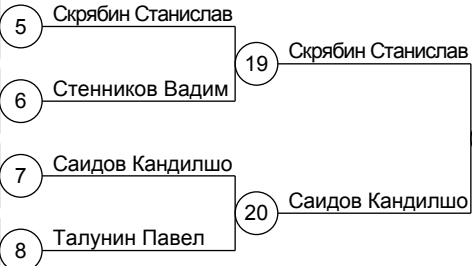 5 Скрябин Станислав
19 Скрябин Станислав
6 Стенников Вадим
7 Саидов Кандилшо
20 Саидов Кандилшо
8 Талунин Павел